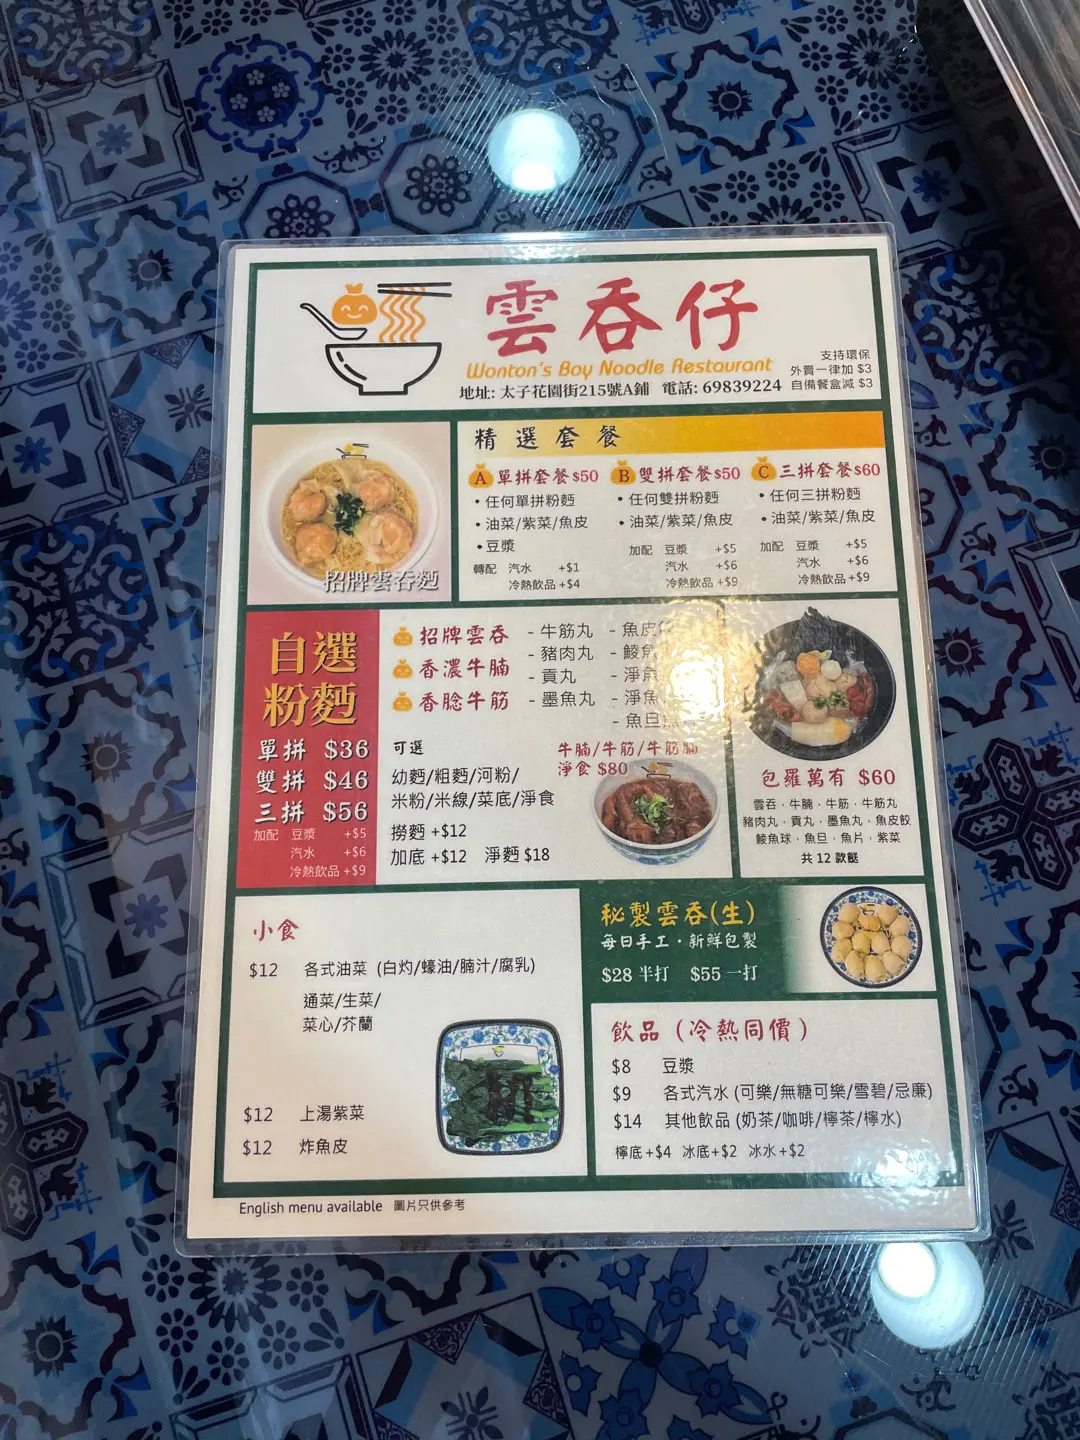 雲吞仔
Wonton's Boy Noodle Restaurant
地址: 太子花園街215號A鋪 電話: 69839224
支持環保
外賣一律加 $3
自備餐盒減 $3
招牌雲吞麵
精選套餐
A 單拼套餐$50
• 任何單拼粉麵
• 油菜/紫菜/魚皮
• 豆漿
轉配 汽水 +$1
冷熱飲品 +$4
B 雙拼套餐$50
• 任何雙拼粉麵
• 油菜/紫菜/魚皮
加配 豆漿 +$5
汽水 +$6
冷熱飲品 +$9
C 三拼套餐$60
• 任何三拼粉麵
• 油菜/紫菜/魚皮
加配 豆漿 +$5
汽水 +$6
冷熱飲品 +$9
自選
粉麵
單拼 $36
雙拼 $46
三拼 $56
加配 豆漿 +$5
汽水 +$6
冷熱飲品 +$9
招牌雲吞
香濃牛腩
香脍牛筋
- 牛筋丸
- 豬肉丸
- 貢丸
- 墨魚丸
- 魚皮
- 鯪
- 淨
- 淨魚
- 魚旦
可選
幼麵/粗麵/河粉/
米粉/米線/菜底/淨食
撈麵 +$12
加底 +$12 淨麵 $18
牛腩/牛筋/牛筋腩
淨食 $80
包羅萬有 $60
雲吞 · 牛腩 · 牛筋 · 牛筋丸
豬肉丸 · 貢丸 · 墨魚丸 · 魚皮餃
鯪魚球 · 魚旦 · 魚片 · 紫菜
共 12 款餸
小食
$12 各式油菜 (白灼/蠔油/腩汁/腐乳)
通菜/生菜/
菜心/芥蘭
$12 上湯紫菜
$12 炸魚皮
秘製雲吞(生)
每日手工 · 新鮮包製
$28 半打 $55 一打
飲品 (冷熱同價)
$8 豆漿
$9 各式汽水 (可樂/無糖可樂/雪碧/忌廉)
$14 其他飲品 (奶茶/咖啡/檸茶/檸水)
檸底+$4 冰底+$2 冰水+$2
English menu available 圖片只供參考